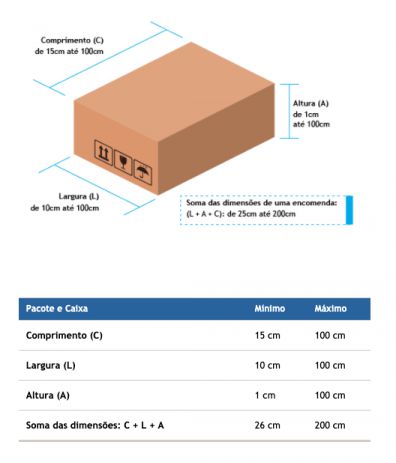 Comprimento (C)
de 15cm até 100cm
Altura (A)
de 1cm
até 100cm
Largura (L)
de 10cm até 100cm
Soma das dimensões de uma encomenda:
(L + A + C): de 25cm até 200cm
Pacote e Caixa Mínimo Máximo
Comprimento (C) 15 cm 100 cm
Largura (L) 10 cm 100 cm
Altura (A) 1 cm 100 cm
Soma das dimensões: C + L + A 26 cm 200 cm